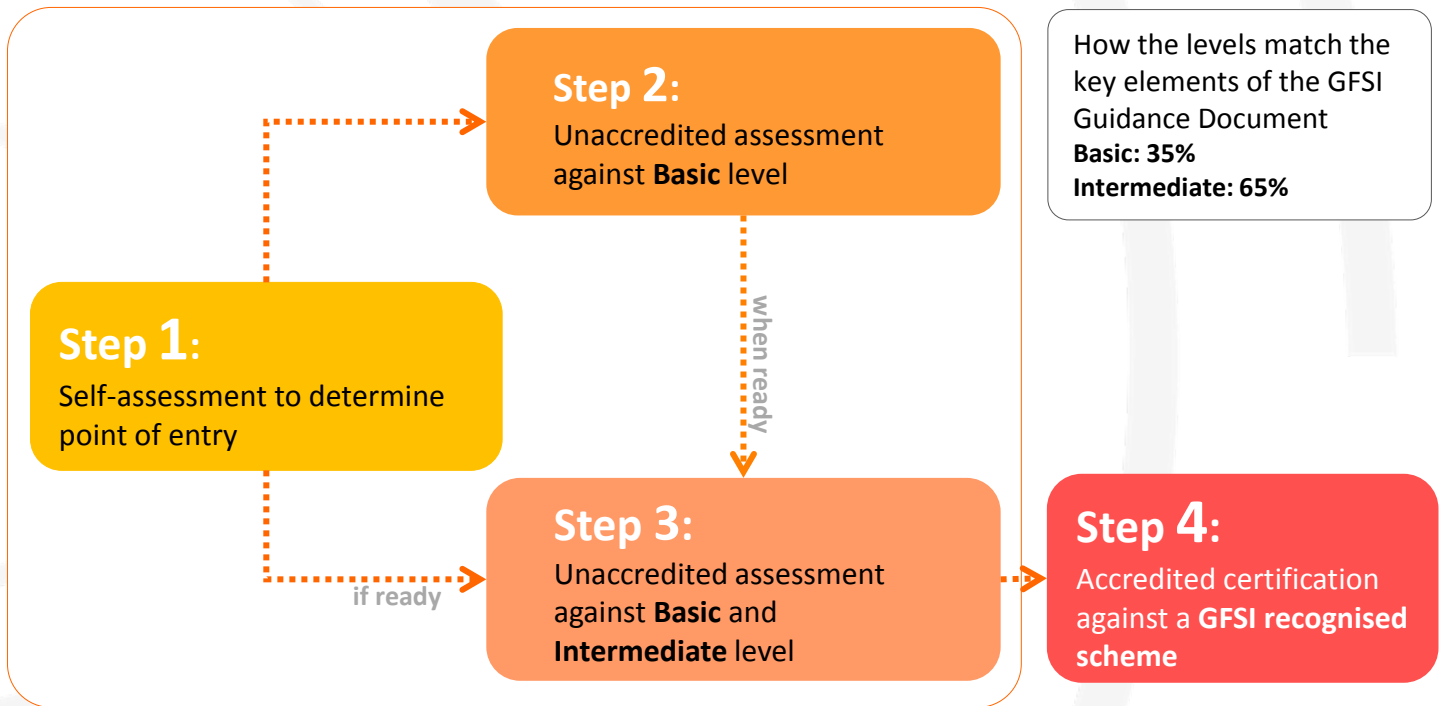 Step 1:
Self-assessment to determine
point of entry
Step 2:
Unaccredited assessment
against Basic level
when ready
if ready
Step 3:
Unaccredited assessment
against Basic and
Intermediate level
Step 4:
Accredited certification
against a GFSI recognised
scheme
How the levels match the
key elements of the GFSI
Guidance Document
Basic: 35%
Intermediate: 65%